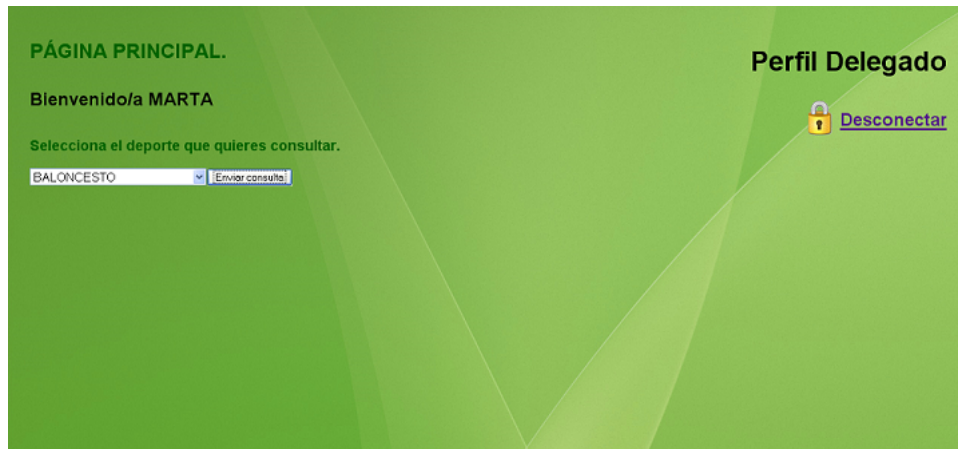 PÁGINA PRINCIPAL.
Perfil Delegado
Bienvenido/a MARTA
Desconectar
Selecciona el deporte que quieres consultar.
BALONCESTO
Enviar consulta